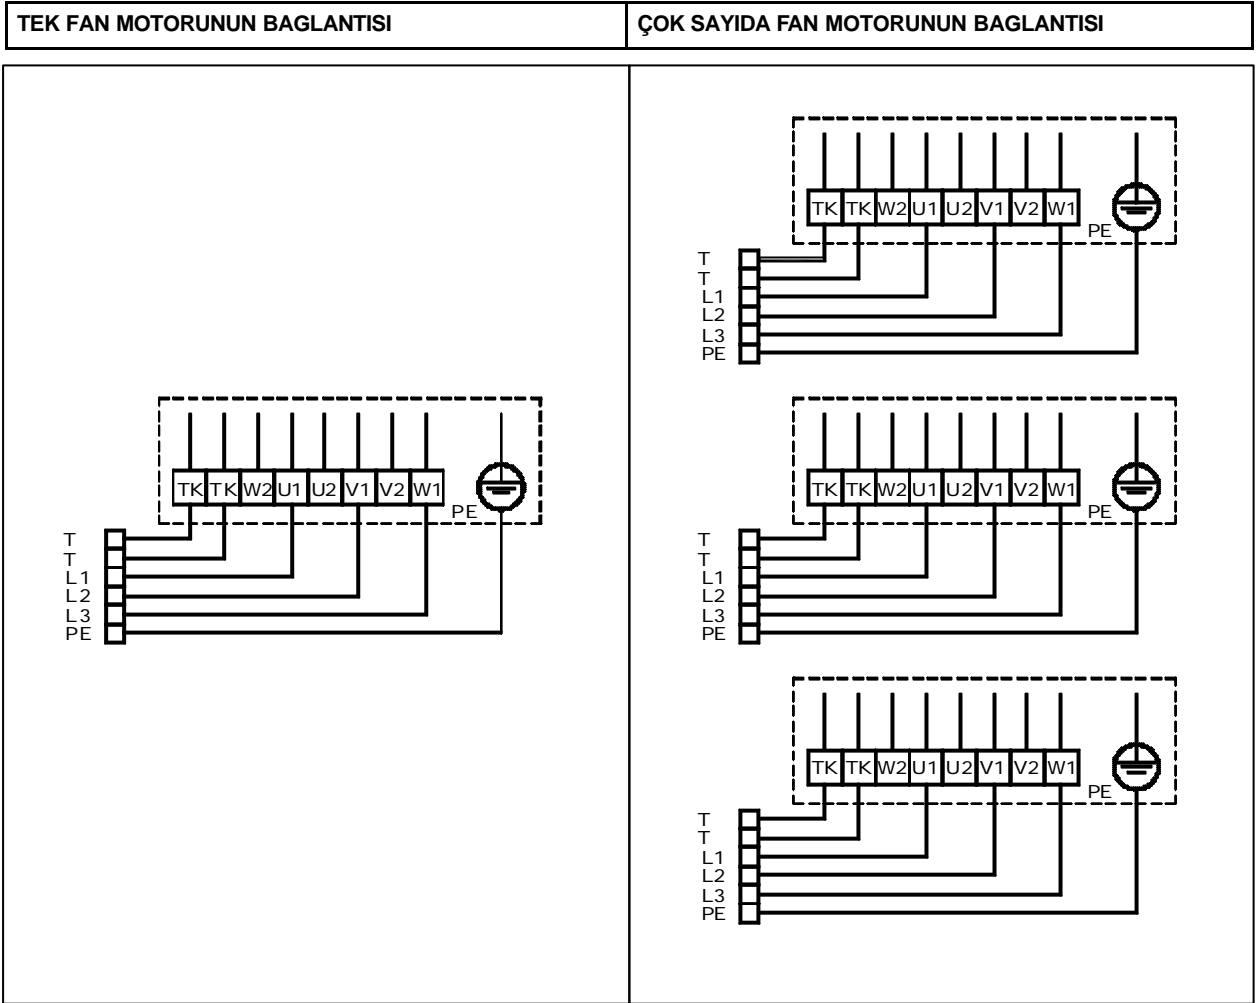 TEK FAN MOTORUNUN BAGLANTISI
ÇOK SAYIDA FAN MOTORUNUN BAGLANTISI
TK TK W2 U1 U2 V1 V2 W1
PE
T
T
L1
L2
L3
PE
TK TK W2 U1 U2 V1 V2 W1
PE
T
T
L1
L2
L3
PE
TK TK W2 U1 U2 V1 V2 W1
PE
T
T
L1
L2
L3
PE
TK TK W2 U1 U2 V1 V2 W1
PE
T
T
L1
L2
L3
PE